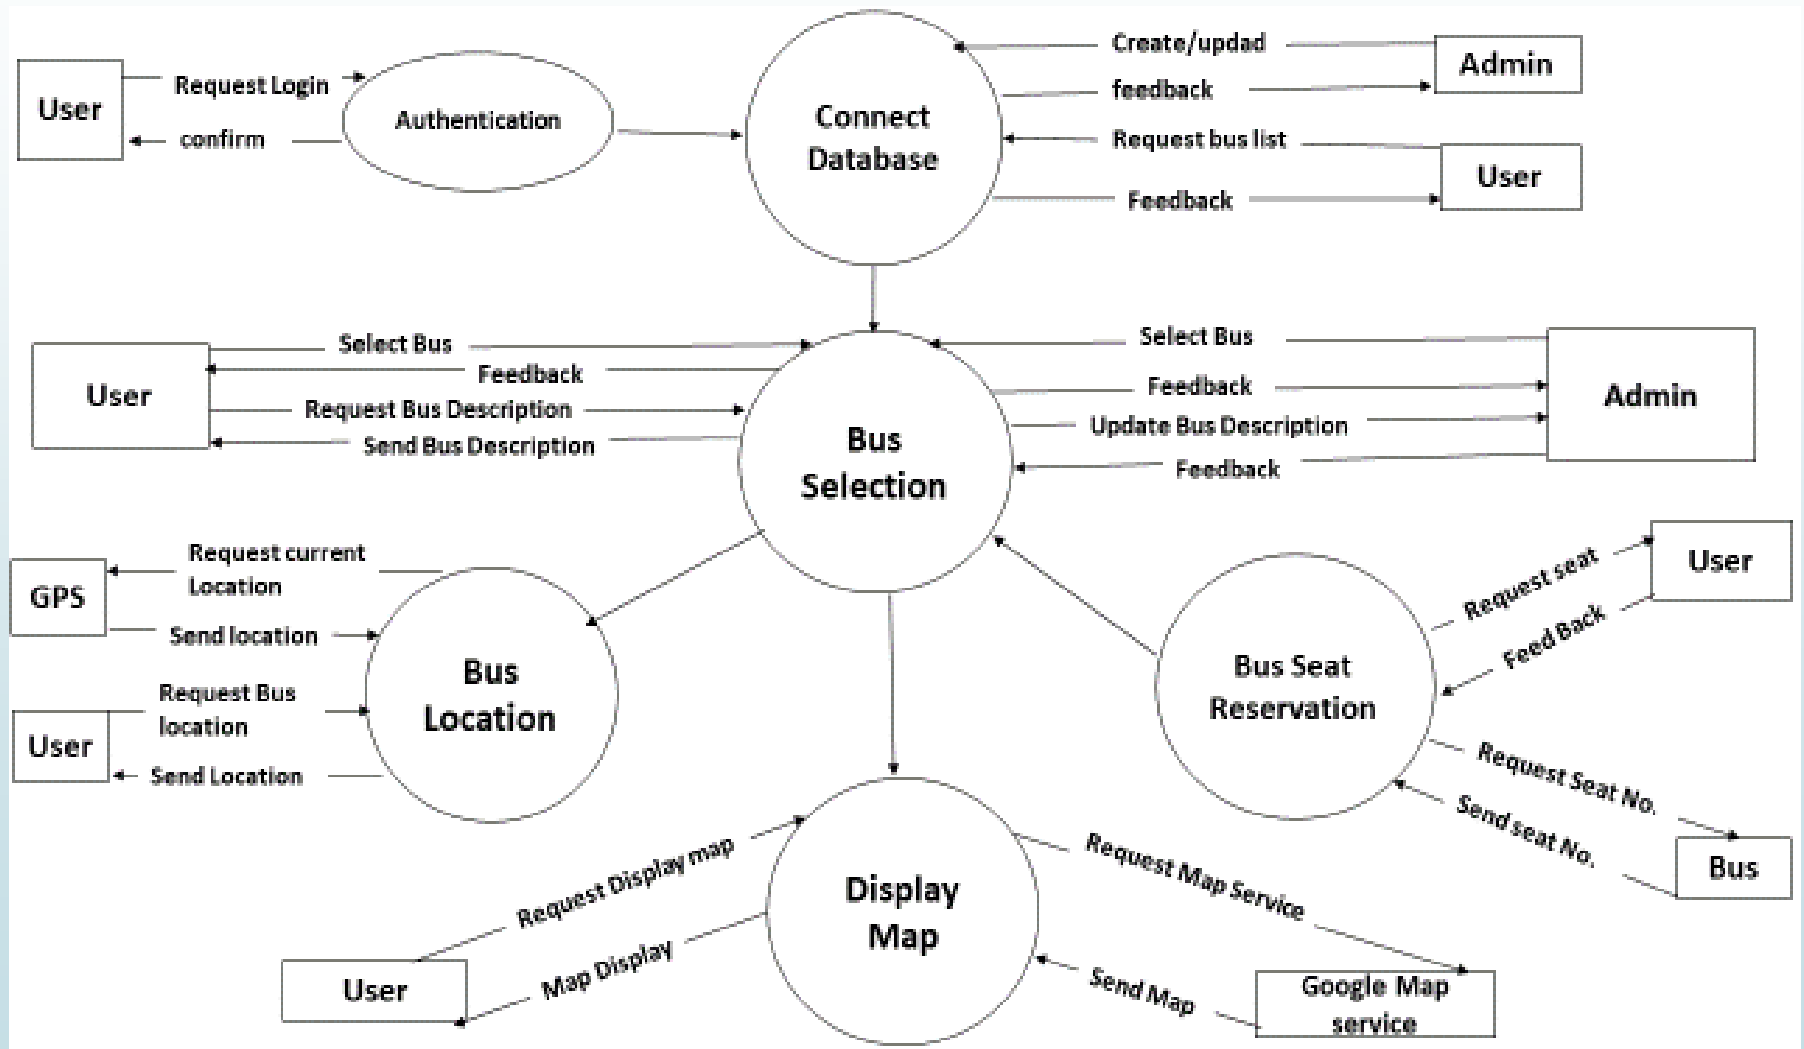 Create/updad
Admin
Request Login
feedback
User
Authentication
Connect
Database
confirm
Request bus list
User
Feedback
Select Bus
Select Bus
Feedback
Feedback
User
Admin
Request Bus Description
Update Bus Description
Send Bus Description
Bus
Selection
Feedback
Request current
Location
GPS
Send location
Request seat
User
Feed Back
Bus
Location
Bus Seat
Reservation
Request Bus
location
User
Send Location
Request Seat No.
Send seat No.
Bus
Request Display map
Display
Map
Request Map Service
Map Display
User
Send Map
Google Map
service